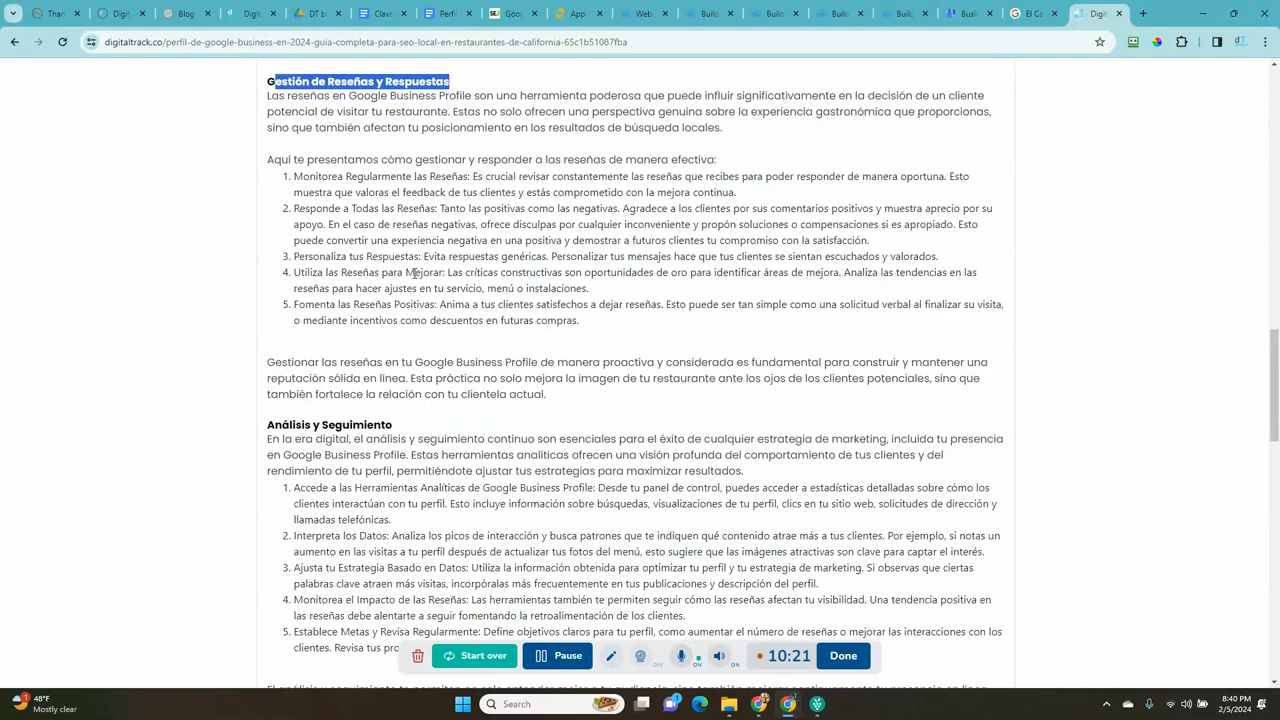 Than
Digit
Blog
Digit
DT b
Clav
Perfil
Goo
App
Web
Build
Build
Build
Build
Busi
El Ca
Digit
digitaltrack.co/perfil-de-google-business-en-2024-guia-completa-para-seo-local-en-restaurantes-de-california-65c1b51087fba
Gestión de Reseñas y Respuestas
Las reseñas en Google Business Profile son una herramienta poderosa que puede influir significativamente en la decisión de un cliente
potencial de visitar tu restaurante. Estas no solo ofrecen una perspectiva genuina sobre la experiencia gastronómica que proporcionas,
sino que también afectan tu posicionamiento en los resultados de búsqueda locales.
Aquí te presentamos cómo gestionar y responder a las reseñas de manera efectiva:
1. Monitorea Regularmente las Reseñas: Es crucial revisar constantemente las reseñas que recibes para poder responder de manera oportuna. Esto
muestra que valoras el feedback de tus clientes y estás comprometido con la mejora continua.
2. Responde a Todas las Reseñas: Tanto las positivas como las negativas. Agradece a los clientes por sus comentarios positivos y muestra aprecio por su
apoyo. En el caso de reseñas negativas, ofrece disculpas por cualquier inconveniente y propón soluciones o compensaciones si es apropiado. Esto
puede convertir una experiencia negativa en una positiva y demostrar a futuros clientes tu compromiso con la satisfacción.
3. Personaliza tus Respuestas: Evita respuestas genéricas. Personalizar tus mensajes hace que tus clientes se sientan escuchados y valorados.
4. Utiliza las Reseñas para Mejorar: Las críticas constructivas son oportunidades de oro para identificar áreas de mejora. Analiza las tendencias en las
reseñas para hacer ajustes en tu servicio, menú o instalaciones.
5. Fomenta las Reseñas Positivas: Anima a tus clientes satisfechos a dejar reseñas. Esto puede ser tan simple como una solicitud verbal al finalizar su visita,
o mediante incentivos como descuentos en futuras compras.
Gestionar las reseñas en tu Google Business Profile de manera proactiva y considerada es fundamental para construir y mantener una
reputación sólida en línea. Esta práctica no solo mejora la imagen de tu restaurante ante los ojos de los clientes potenciales, sino que
también fortalece la relación con tu clientela actual.
Análisis y Seguimiento
En la era digital, el análisis y seguimiento continuo son esenciales para el éxito de cualquier estrategia de marketing, incluida tu presencia
en Google Business Profile. Estas herramientas analíticas ofrecen una visión profunda del comportamiento de tus clientes y del
rendimiento de tu perfil, permitiéndote ajustar tus estrategias para maximizar resultados.
1. Accede a las Herramientas Analíticas de Google Business Profile: Desde tu panel de control, puedes acceder a estadísticas detalladas sobre cómo los
clientes interactúan con tu perfil. Esto incluye información sobre búsquedas, visualizaciones de tu perfil, clics en tu sitio web, solicitudes de dirección y
llamadas telefónicas.
2. Interpreta los Datos: Analiza los picos de interacción y busca patrones que te indiquen qué contenido atrae más a tus clientes. Por ejemplo, si notas un
aumento en las visitas a tu perfil después de actualizar tus fotos del menú, esto sugiere que las imágenes atractivas son clave para captar el interés.
3. Ajusta tu Estrategia Basado en Datos: Utiliza la información obtenida para optimizar tu perfil y tu estrategia de marketing. Si observas que ciertas
palabras clave atraen más visitas, incorpóralas más frecuentemente en tus publicaciones y descripción del perfil.
4. Monitorea el Impacto de las Reseñas: Las herramientas también te permiten seguir cómo las reseñas afectan tu visibilidad. Una tendencia positiva en
las reseñas debe alentarte a seguir fomentando la retroalimentación de los clientes.
5. Establece Metas y Revisa Regularmente: Define objetivos claros para tu perfil, como aumentar el número de reseñas o mejorar las interacciones con los
clientes. Revisa tus
Start over
Pause
OFF
ON
ON
10:21
Done
48°F
Mostly clear
Search
8:40 PM
2/5/2024